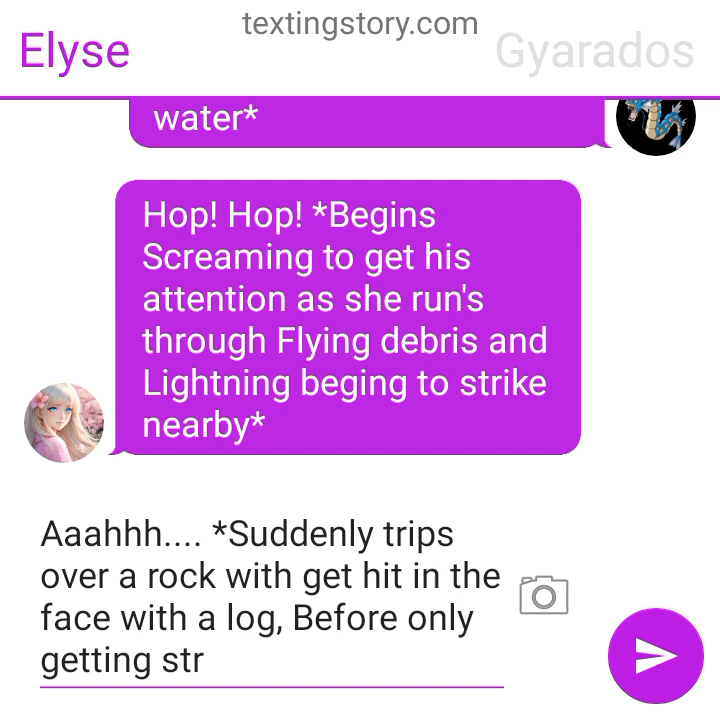 textingstory.com
Elyse
Gyarados
water*
Hop! Hop! *Begins
Screaming to get his
attention as she run's
through Flying debris and
Lightning beging to strike
nearby*
Aaahhh.... *Suddenly trips
over a rock with get hit in the
face with a log, Before only
getting str